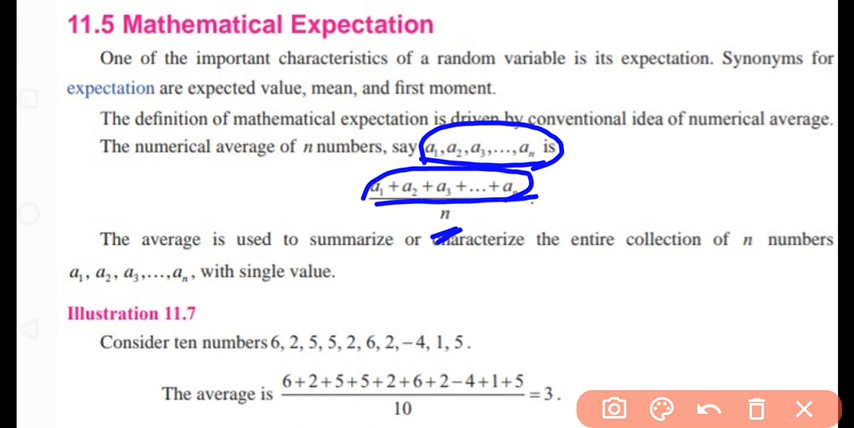 11.5 Mathematical Expectation
One of the important characteristics of a random variable is its expectation. Synonyms for
expectation are expected value, mean, and first moment.
The definition of mathematical expectation is driven by conventional idea of numerical average.
The numerical average of n numbers, say a₁, a₂, a₃,..., aₙ is
a₁ + a₂ + a₃ + ... + aₙ
n
The average is used to summarize or characterize the entire collection of n numbers
a₁, a₂, a₃,...,aₙ, with single value.
Illustration 11.7
Consider ten numbers 6, 2, 5, 5, 2, 6, 2, −4, 1, 5.
The average is 6+2+5+5+2+6+2−4+1+5 = 3.
10